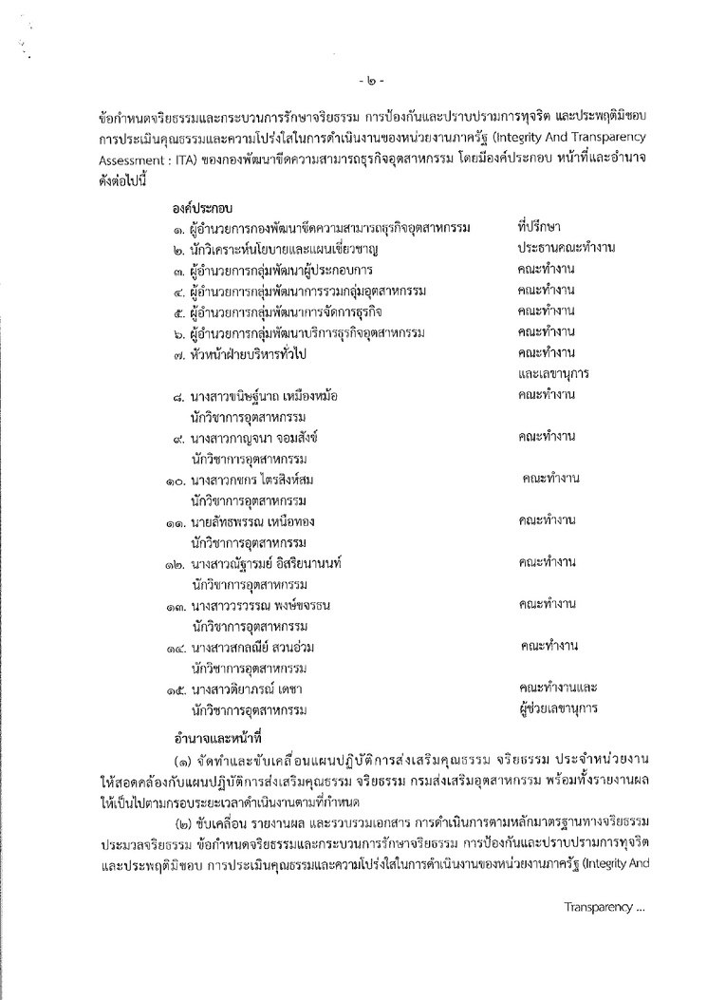 - ๒ -
ข้อกำหนดจริยธรรมและกระบวนการรักษาจริยธรรม การป้องกันและปราบปรามการทุจริต และประพฤติมิชอบ
การประเมินคุณธรรมและความโปร่งใสในการดำเนินงานของหน่วยงานภาครัฐ (Integrity And Transparency
Assessment : ITA) ของกองพัฒนาขีดความสามารถธุรกิจอุตสาหกรรม โดยมีองค์ประกอบ หน้าที่และอำนาจ
ดังต่อไปนี้
องค์ประกอบ
๑. ผู้อำนวยการกองพัฒนาขีดความสามารถธุรกิจอุตสาหกรรม ที่ปรึกษา
๒. นักวิเคราะห์นโยบายและแผนเชี่ยวชาญ ประธานคณะทำงาน
๓. ผู้อำนวยการกลุ่มพัฒนาผู้ประกอบการ คณะทำงาน
๔. ผู้อำนวยการกลุ่มพัฒนาการรวมกลุ่มอุตสาหกรรม คณะทำงาน
๕. ผู้อำนวยการกลุ่มพัฒนาการจัดการธุรกิจ คณะทำงาน
๖. ผู้อำนวยการกลุ่มพัฒนาบริการธุรกิจอุตสาหกรรม คณะทำงาน
๗. หัวหน้าฝ่ายบริหารทั่วไป คณะทำงาน
และเลขานุการ
๘. นางสาวขนิษฐ์นาถ เหมืองหม้อ คณะทำงาน
นักวิชาการอุตสาหกรรม
๙. นางสาวกาญจนา จอมสังข์ คณะทำงาน
นักวิชาการอุตสาหกรรม
๑๐. นางสาวกชกร ไตรสิงห์สม คณะทำงาน
นักวิชาการอุตสาหกรรม
๑๑. นายลัทธพรรณ เหนือทอง คณะทำงาน
นักวิชาการอุตสาหกรรม
๑๒. นางสาวณัฐารมย์ อิสริยนานนท์ คณะทำงาน
นักวิชาการอุตสาหกรรม
๑๓. นางสาววรวรรณ พงษ์ขจรธน คณะทำงาน
นักวิชาการอุตสาหกรรม
๑๔. นางสาวสกลณีย์ สวนอ่วม คณะทำงาน
นักวิชาการอุตสาหกรรม
๑๕. นางสาวติยาภรณ์ เดชา คณะทำงานและ
นักวิชาการอุตสาหกรรม ผู้ช่วยเลขานุการ
อำนาจและหน้าที่
(๑) จัดทำและขับเคลื่อนแผนปฏิบัติการส่งเสริมคุณธรรม จริยธรรม ประจำหน่วยงาน
ให้สอดคล้องกับแผนปฏิบัติการส่งเสริมคุณธรรม จริยธรรม กรมส่งเสริมอุตสาหกรรม พร้อมทั้งรายงานผล
ให้เป็นไปตามกรอบระยะเวลาดำเนินงานตามที่กำหนด
(๒) ขับเคลื่อน รายงานผล และรวบรวมเอกสาร การดำเนินการตามหลักมาตรฐานทางจริยธรรม
ประมวลจริยธรรม ข้อกำหนดจริยธรรมและกระบวนการรักษาจริยธรรม การป้องกันและปราบปรามการทุจริต
และประพฤติมิชอบ การประเมินคุณธรรมและความโปร่งใสในการดำเนินงานของหน่วยงานภาครัฐ (Integrity And
Transparency ...